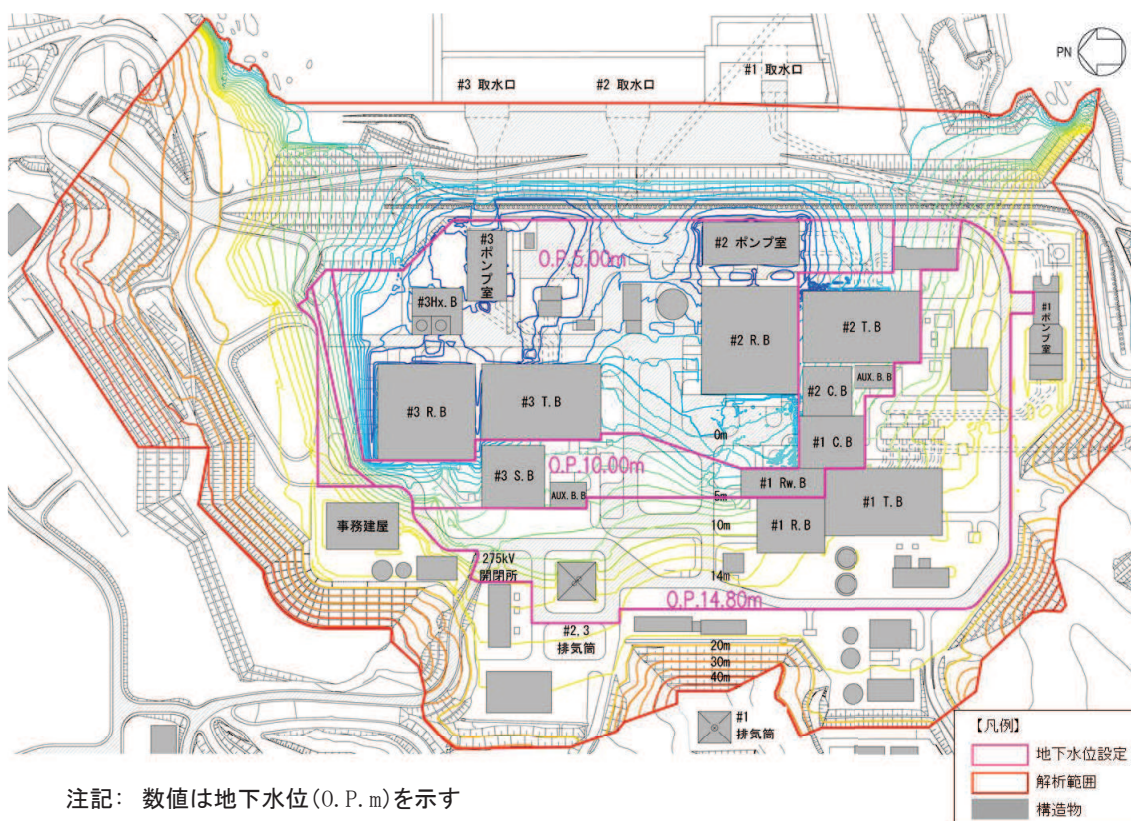 PN
#1 取水口
#3 取水口
#2 取水口
#3 ポンプ室
#2 ポンプ室
O.P.5.00m
#3Hx.B
#1 ポンプ室
#2 R.B
#2 T.B
#3 R.B
#3 T.B
#2 C.B
AUX.B.B
#1 C.B
0m
O.P.10.00m
#3 S.B
AUX.B.B
#1 Rw.B
5m
#1 T.B
#1 R.B
10m
事務建屋
275kV
開閉所
14m
O.P.14.80m
#2,3
排気筒
20m
30m
40m
#1
排気筒
【凡例】
地下水位設定
解析範囲
構造物
注記: 数値は地下水位(O.P.m)を示す